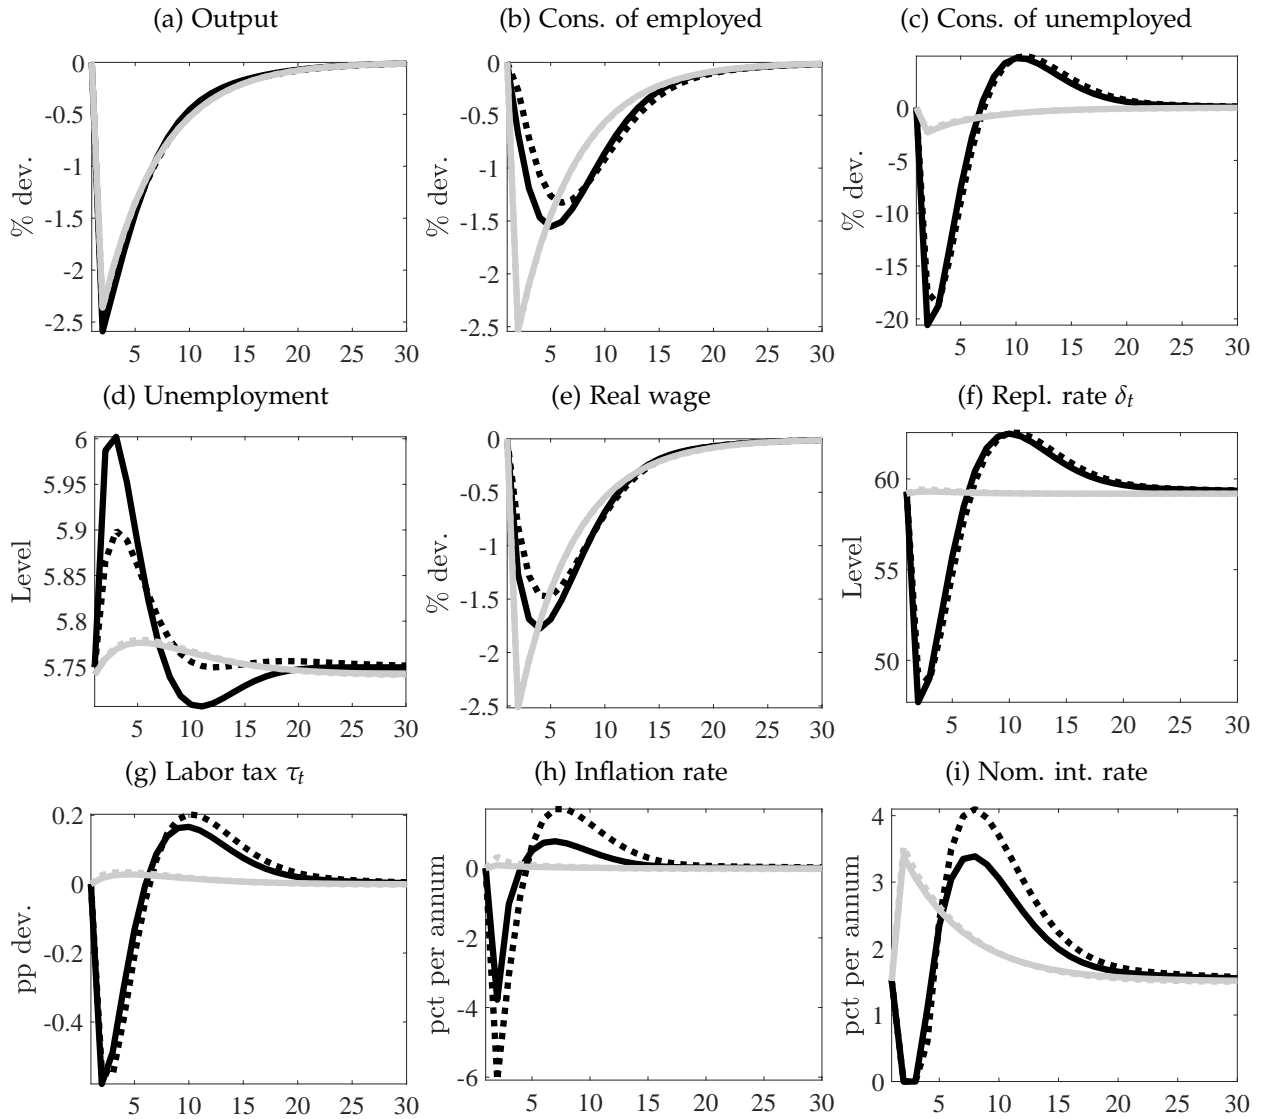 (a) Output
(b) Cons. of employed
(c) Cons. of unemployed
% dev.
0
-0.5
-1
-1.5
-2
-2.5
5 10 15 20 25 30
% dev.
0
-0.5
-1
-1.5
-2
-2.5
5 10 15 20 25 30
% dev.
0
-5
-10
-15
-20
5 10 15 20 25 30
(d) Unemployment
(e) Real wage
(f) Repl. rate δt
Level
6
5.95
5.9
5.85
5.8
5.75
5 10 15 20 25 30
% dev.
0
-0.5
-1
-1.5
-2
-2.5
5 10 15 20 25 30
Level
60
55
50
5 10 15 20 25 30
(g) Labor tax τt
(h) Inflation rate
(i) Nom. int. rate
pp dev.
0.2
0
-0.2
-0.4
5 10 15 20 25 30
pct per annum
0
-2
-4
-6
5 10 15 20 25 30
pct per annum
4
3
2
1
0
5 10 15 20 25 30